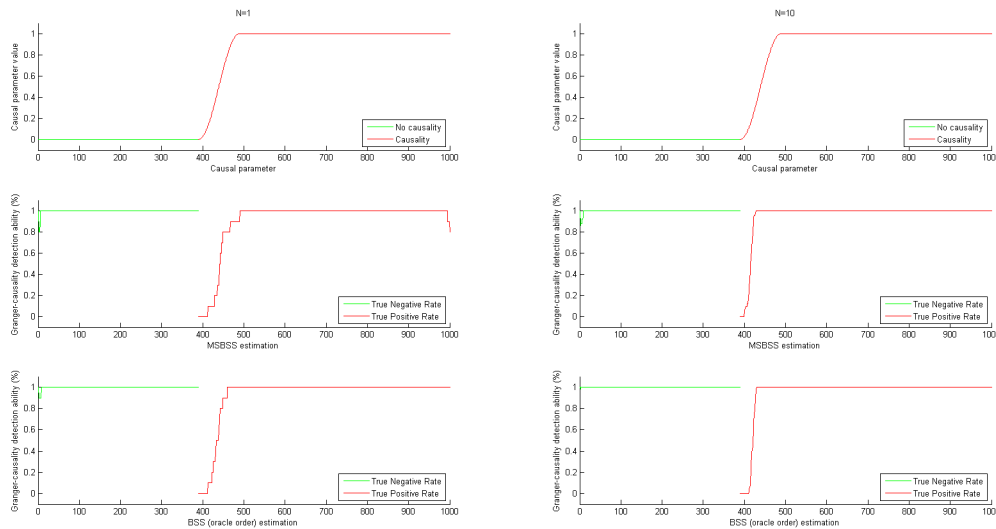 N=1
Causal parameter value
1
0.8
0.6
0.4
0.2
0
0 100 200 300 400 500 600 700 800 900 1000
Causal parameter
No causality
Causality
N=10
Causal parameter value
1
0.8
0.6
0.4
0.2
0
0 100 200 300 400 500 600 700 800 900 100
Causal parameter
No causality
Causality
Granger-causality detection ability (%)
1
0.8
0.6
0.4
0.2
0
0 100 200 300 400 500 600 700 800 900 1000
MSBSS estimation
True Negative Rate
True Positive Rate
Granger-causality detection ability (%)
1
0.8
0.6
0.4
0.2
0
0 100 200 300 400 500 600 700 800 900 100
MSBSS estimation
True Negative Rate
True Positive Rate
Granger-causality detection ability (%)
1
0.8
0.6
0.4
0.2
0
0 100 200 300 400 500 600 700 800 900 1000
BSS (oracle order) estimation
True Negative Rate
True Positive Rate
Granger-causality detection ability (%)
1
0.8
0.6
0.4
0.2
0
0 100 200 300 400 500 600 700 800 900 100
BSS (oracle order) estimation
True Negative Rate
True Positive Rate